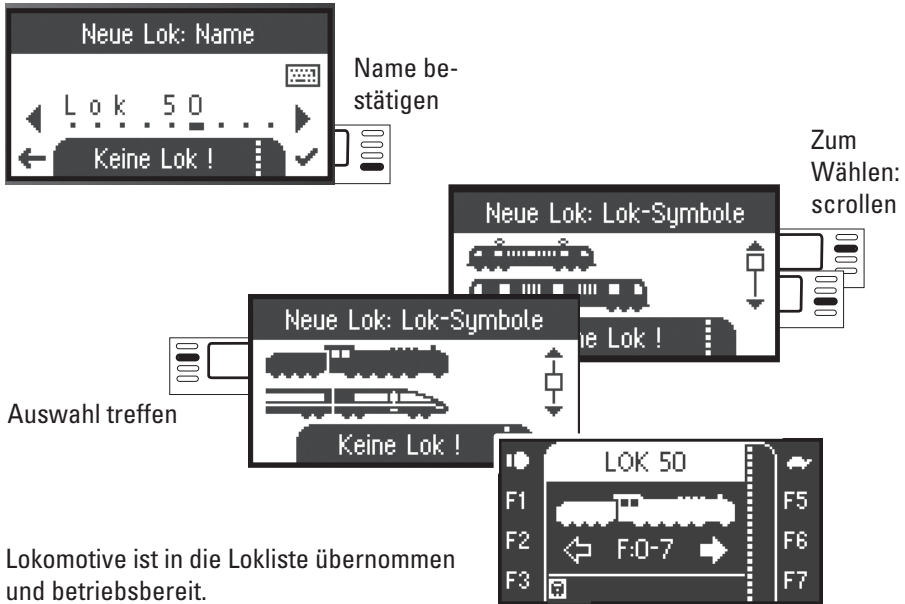 Neue Lok: Name
Lok 50
Keine Lok !
Name be-
stätigen
Zum
Wählen:
scrollen
Neue Lok: Lok-Symbole
ne Lok !
Neue Lok: Lok-Symbole
Keine Lok !
Auswahl treffen
LOK 50
F1
F5
F2
F:0-7
F6
F3
F7
Lokomotive ist in die Lokliste übernommen
und betriebsbereit.